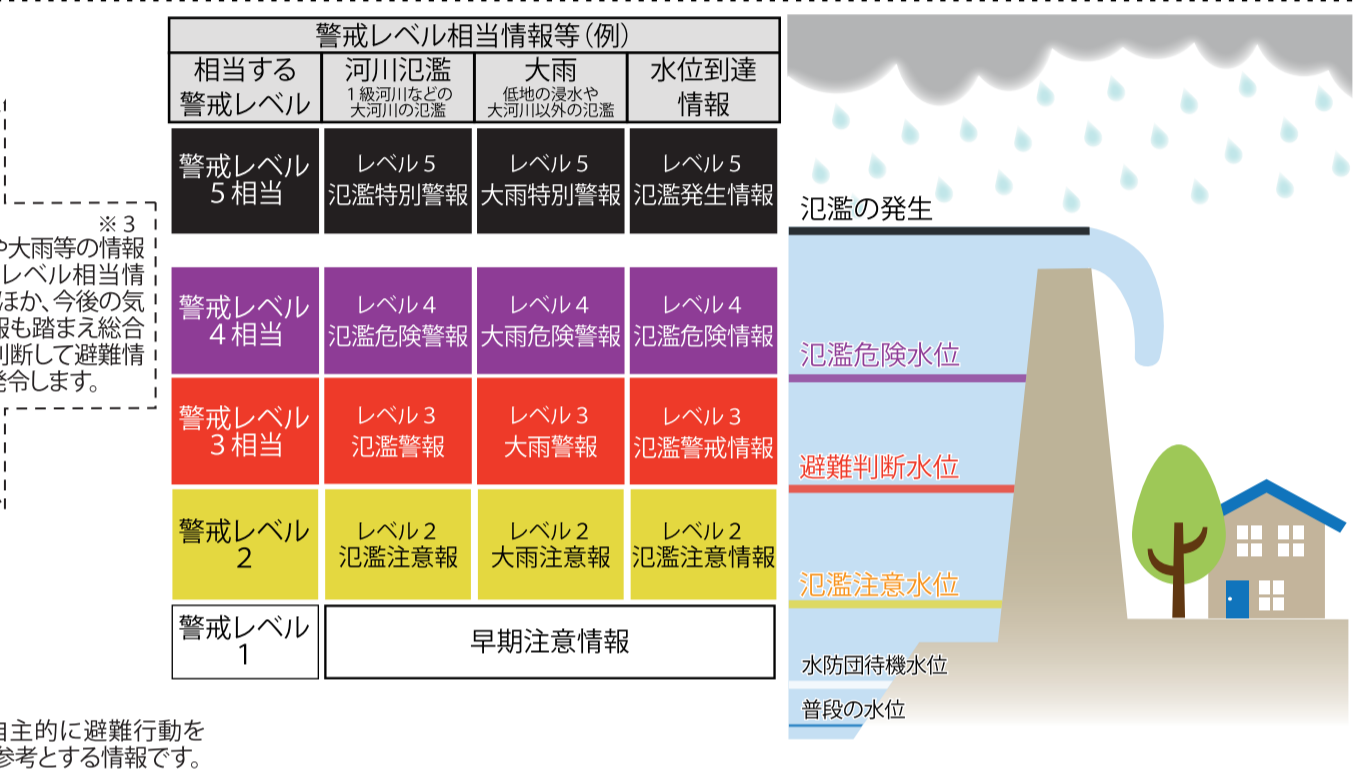 警戒レベル相当情報等（例）
相当する
警戒レベル
河川氾濫
１級河川などの
大河川の氾濫
大雨
低地の浸水や
大河川以外の氾濫
水位到達
情報
警戒レベル
５相当
レベル５
氾濫特別警報
レベル５
大雨特別警報
レベル５
氾濫発生情報
警戒レベル
４相当
レベル４
氾濫危険警報
レベル４
大雨危険警報
レベル４
氾濫危険情報
警戒レベル
３相当
レベル３
氾濫警報
レベル３
大雨警報
レベル３
氾濫警戒情報
警戒レベル
２
レベル２
氾濫注意報
レベル２
大雨注意報
レベル２
氾濫注意情報
警戒レベル
１
早期注意情報
※３
や大雨等の情報
レベル相当情
ほか、今後の気
報も踏まえ総合
判断して避難情
発令します。
自主的に避難行動を
参考とする情報です。
氾濫の発生
氾濫危険水位
避難判断水位
氾濫注意水位
水防団待機水位
普段の水位